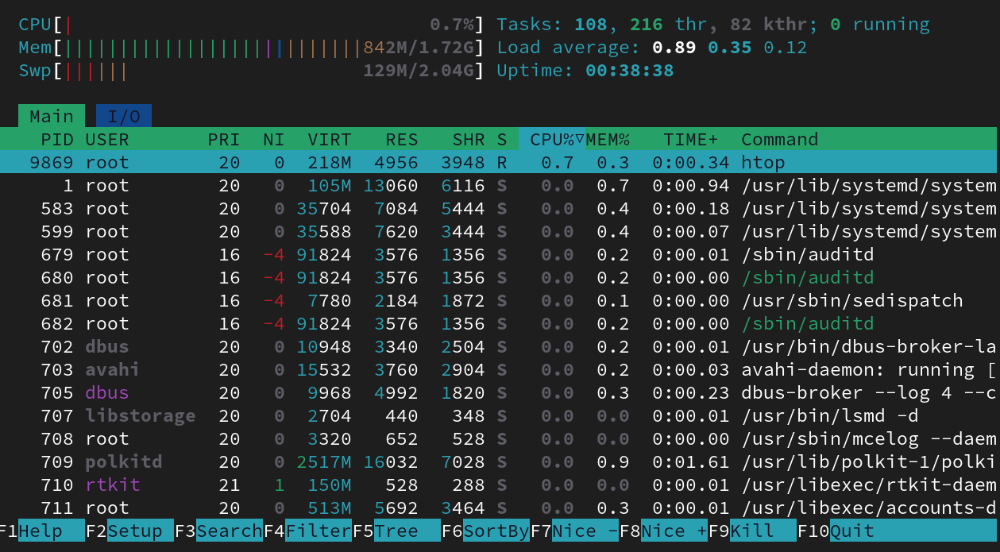 CPU[| 0.7%] Tasks: 108, 216 thr, 82 kthr; 0 running
Mem[|||||||||||||||||||||||||||842M/1.72G] Load average: 0.89 0.35 0.12
Swp[|||||| 129M/2.04G] Uptime: 00:38:38
Main I/O
PID USER PRI NI VIRT RES SHR S CPU%▽MEM% TIME+ Command
9869 root 20 0 218M 4956 3948 R 0.7 0.3 0:00.34 htop
1 root 20 0 105M 13060 6116 S 0.0 0.7 0:00.94 /usr/lib/systemd/system
583 root 20 0 35704 7084 5444 S 0.0 0.4 0:00.18 /usr/lib/systemd/system
599 root 20 0 35588 7620 3444 S 0.0 0.4 0:00.07 /usr/lib/systemd/system
679 root 16 -4 91824 3576 1356 S 0.0 0.2 0:00.01 /sbin/auditd
680 root 16 -4 91824 3576 1356 S 0.0 0.2 0:00.00 /sbin/auditd
681 root 16 -4 7780 2184 1872 S 0.0 0.1 0:00.00 /usr/sbin/sedispatch
682 root 16 -4 91824 3576 1356 S 0.0 0.2 0:00.00 /sbin/auditd
702 dbus 20 0 10948 3340 2504 S 0.0 0.2 0:00.01 /usr/bin/dbus-broker-la
703 avahi 20 0 15532 3760 2904 S 0.0 0.2 0:00.03 avahi-daemon: running [
705 dbus 20 0 9968 4992 1820 S 0.0 0.3 0:00.23 dbus-broker --log 4 --c
707 libstorage 20 0 2704 440 348 S 0.0 0.0 0:00.01 /usr/bin/lsmd -d
708 root 20 0 3320 652 528 S 0.0 0.0 0:00.00 /usr/sbin/mcelog --daem
709 polkitd 20 0 2517M 16032 7028 S 0.0 0.9 0:01.61 /usr/lib/polkit-1/polki
710 rtkit 21 1 150M 528 288 S 0.0 0.0 0:00.01 /usr/libexec/rtkit-daem
711 root 20 0 513M 5692 3464 S 0.0 0.3 0:00.01 /usr/libexec/accounts-d
F1Help F2Setup F3SearchF4FilterF5Tree F6SortByF7Nice -F8Nice +F9Kill F10Quit